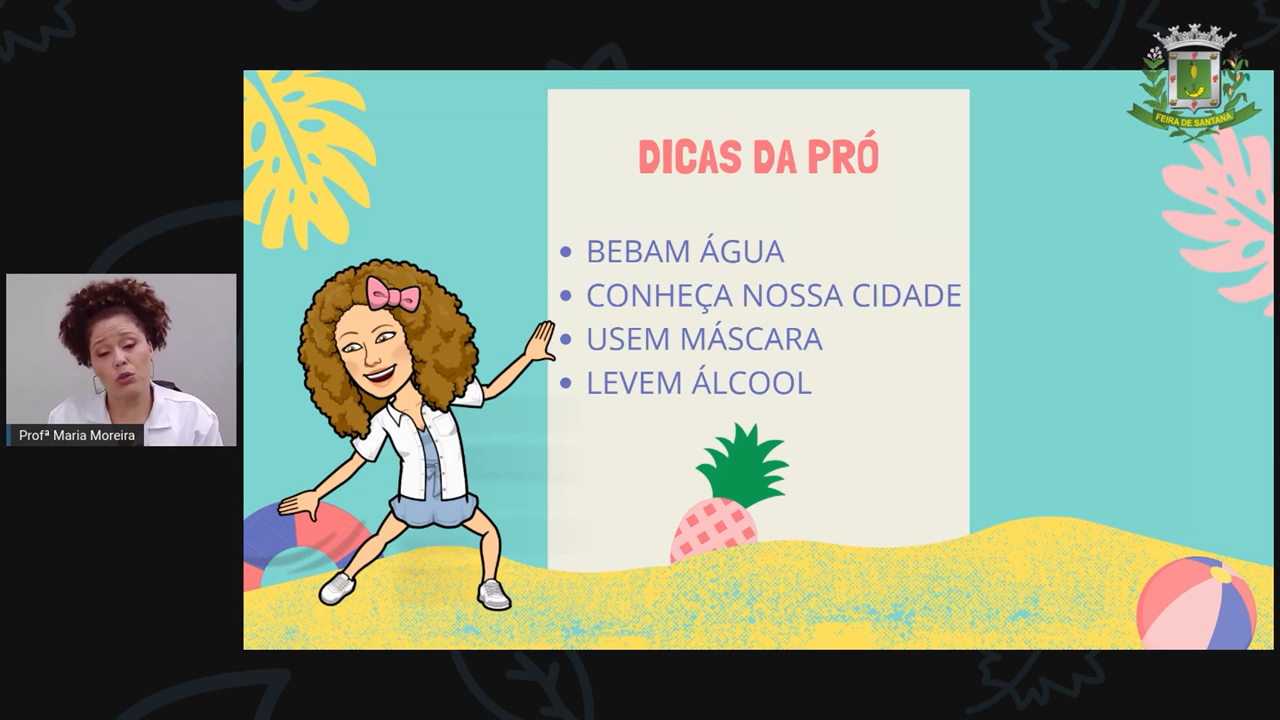 FEIRA DE SANTANA
DICAS DA PRÓ
• BEBAM ÁGUA
• CONHEÇA NOSSA CIDADE
• USEM MÁSCARA
• LEVEM ÁLCOOL
Profª Maria Moreira